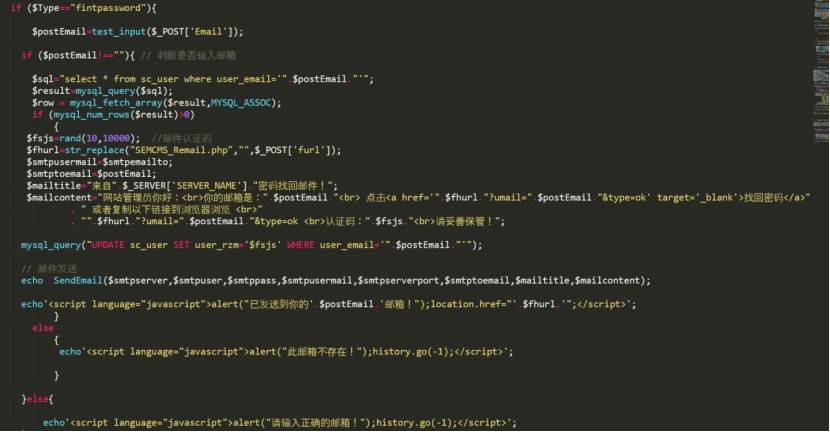 if ($Type=="fintpassword"){
$postEmail=test_input($_POST['Email']);
if ($postEmail!==""){ // 判断是否输入邮箱
$sql="select * from sc_user where user_email='".$postEmail."'";
$result=mysql_query($sql);
$row = mysql_fetch_array($result,MYSQL_ASSOC);
if (mysql_num_rows($result)>0)
{
$fsjs=rand(10,10000); //邮件认证码
$fhurl=str_replace("SEMCMS_Remail.php","",$_POST['furl']);
$smtpusermail=$smtpemailto;
$smtptoemail=$postEmail;
$mailtitle="来自".$_SERVER['SERVER_NAME']."密码找回邮件！";
$mailcontent="网站管理员你好：<br>你的邮箱是：".$postEmail."<br> 点击<a href='".$fhurl."?umail=".$postEmail."&type=ok' target='_blank'>找回密码</a>"
. " 或者复制以下链接到浏览器浏览 <br>"
. "".$fhurl."?umail=".$postEmail."&type=ok <br>认证码：".$fsjs."<br>请妥善保管！";
mysql_query("UPDATE sc_user SET user_rzm='$fsjs' WHERE user_email='".$postEmail."'");
// 邮件发送
echo SendEmail($smtpserver,$smtpuser,$smtppass,$smtpusermail,$smtpserverport,$smtptoemail,$mailtitle,$mailcontent);
echo'<script language="javascript">alert("已发送到你的'.$postEmail.'邮箱！");location.href="'.$fhurl.'";</script>';
}
else
{
echo'<script language="javascript">alert("此邮箱不存在！");history.go(-1);</script>';
}
}else{
echo'<script language="javascript">alert("请输入正确的邮箱！");history.go(-1);</script>';